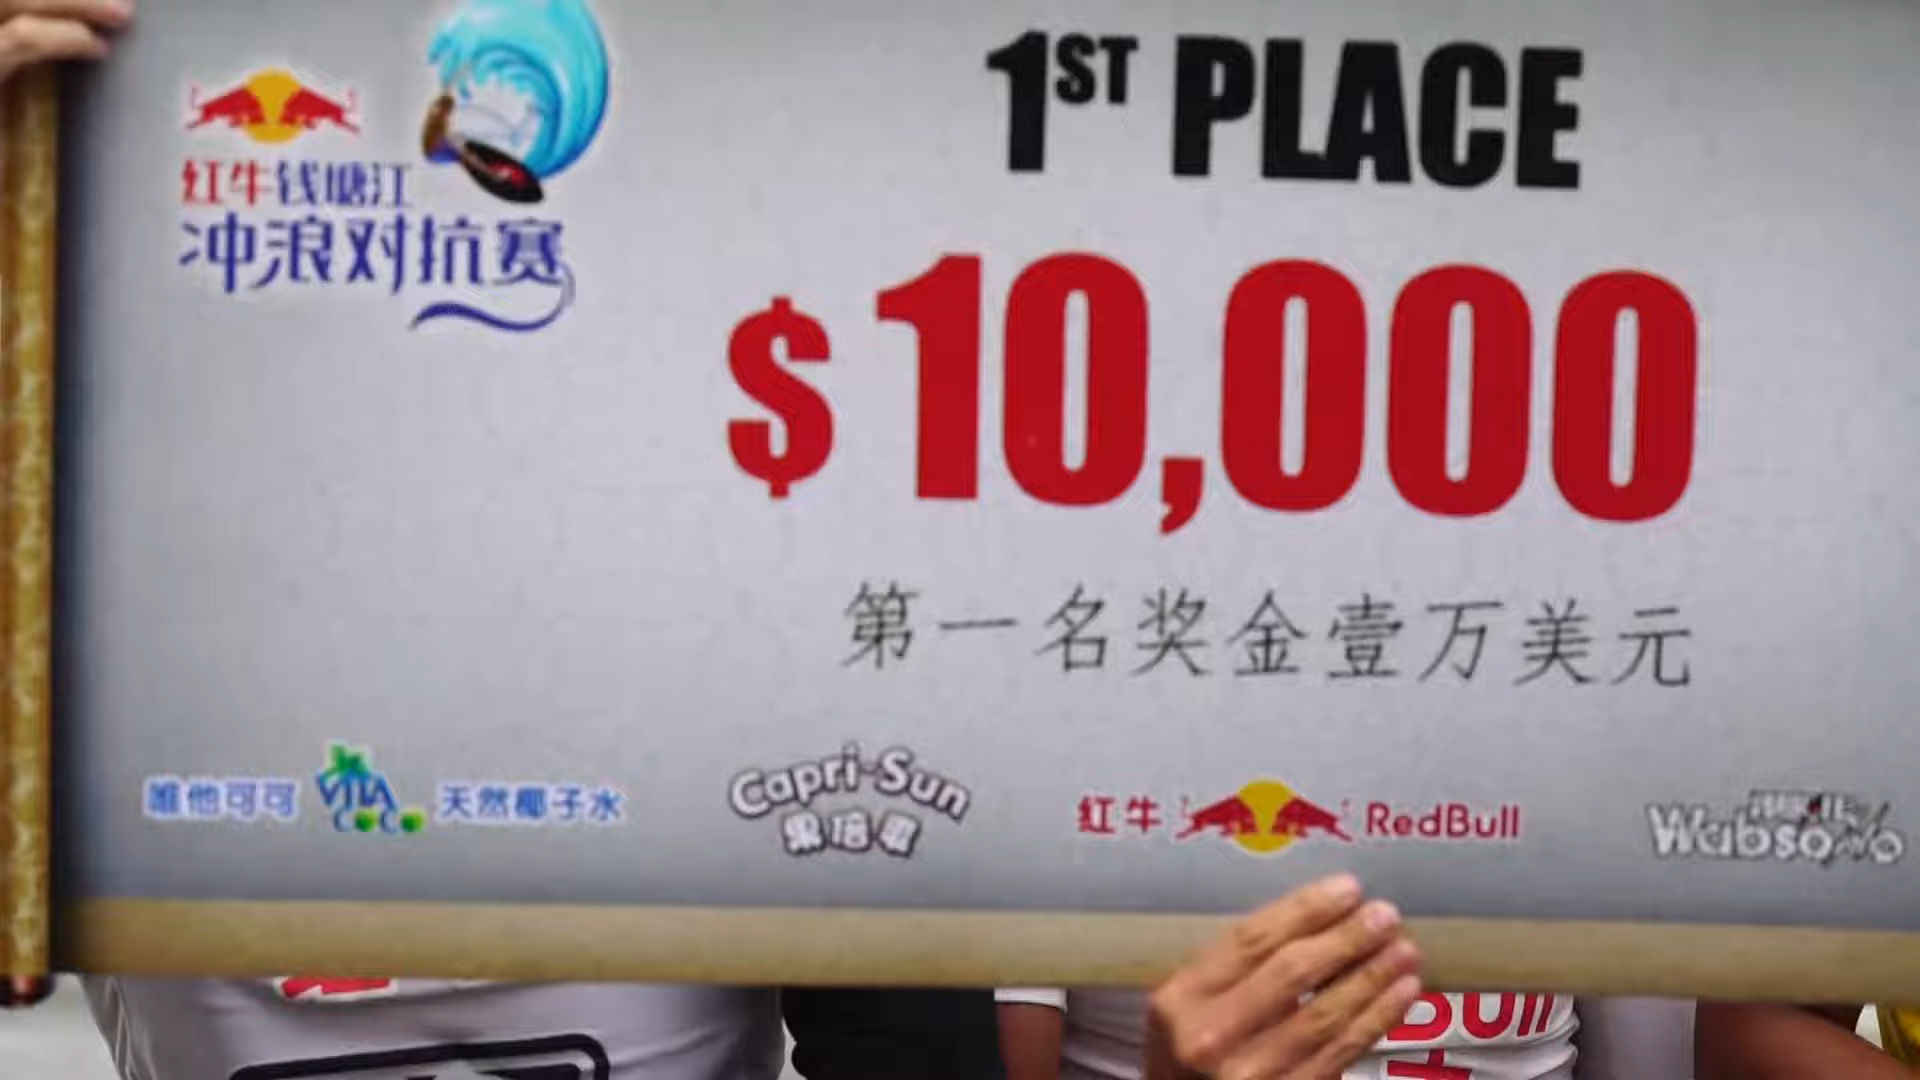 红牛钱塘江
冲浪对抗赛
1ST PLACE
$10,000
第一名奖金壹万美元
唯他可可 VITA COCO 天然椰子水
Capri-Sun
果倍爽
红牛 RedBull
Bull